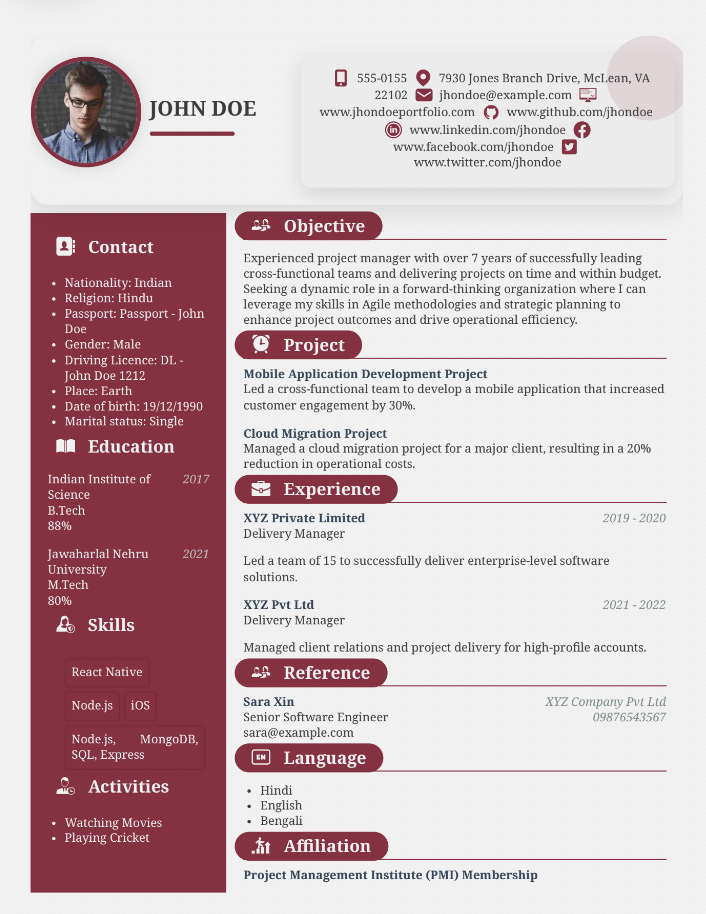 JOHN DOE
555-0155 7930 Jones Branch Drive, McLean, VA
22102 jhondoe@example.com
www.jhondoeportfolio.com www.github.com/jhondoe
www.linkedin.com/jhondoe
www.facebook.com/jhondoe
www.twitter.com/jhondoe
Contact
• Nationality: Indian
• Religion: Hindu
• Passport: Passport - John
Doe
• Gender: Male
• Driving Licence: DL -
John Doe 1212
• Place: Earth
• Date of birth: 19/12/1990
• Marital status: Single
Education
Indian Institute of 2017
Science
B.Tech
88%
Jawaharlal Nehru 2021
University
M.Tech
80%
Skills
React Native
Node.js iOS
Node.js, MongoDB,
SQL, Express
Activities
• Watching Movies
• Playing Cricket
Objective
Experienced project manager with over 7 years of successfully leading
cross-functional teams and delivering projects on time and within budget.
Seeking a dynamic role in a forward-thinking organization where I can
leverage my skills in Agile methodologies and strategic planning to
enhance project outcomes and drive operational efficiency.
Project
Mobile Application Development Project
Led a cross-functional team to develop a mobile application that increased
customer engagement by 30%.
Cloud Migration Project
Managed a cloud migration project for a major client, resulting in a 20%
reduction in operational costs.
Experience
XYZ Private Limited 2019 - 2020
Delivery Manager
Led a team of 15 to successfully deliver enterprise-level software
solutions.
XYZ Pvt Ltd 2021 - 2022
Delivery Manager
Managed client relations and project delivery for high-profile accounts.
Reference
Sara Xin XYZ Company Pvt Ltd
Senior Software Engineer 09876543567
sara@example.com
EN Language
• Hindi
• English
• Bengali
Affiliation
Project Management Institute (PMI) Membership